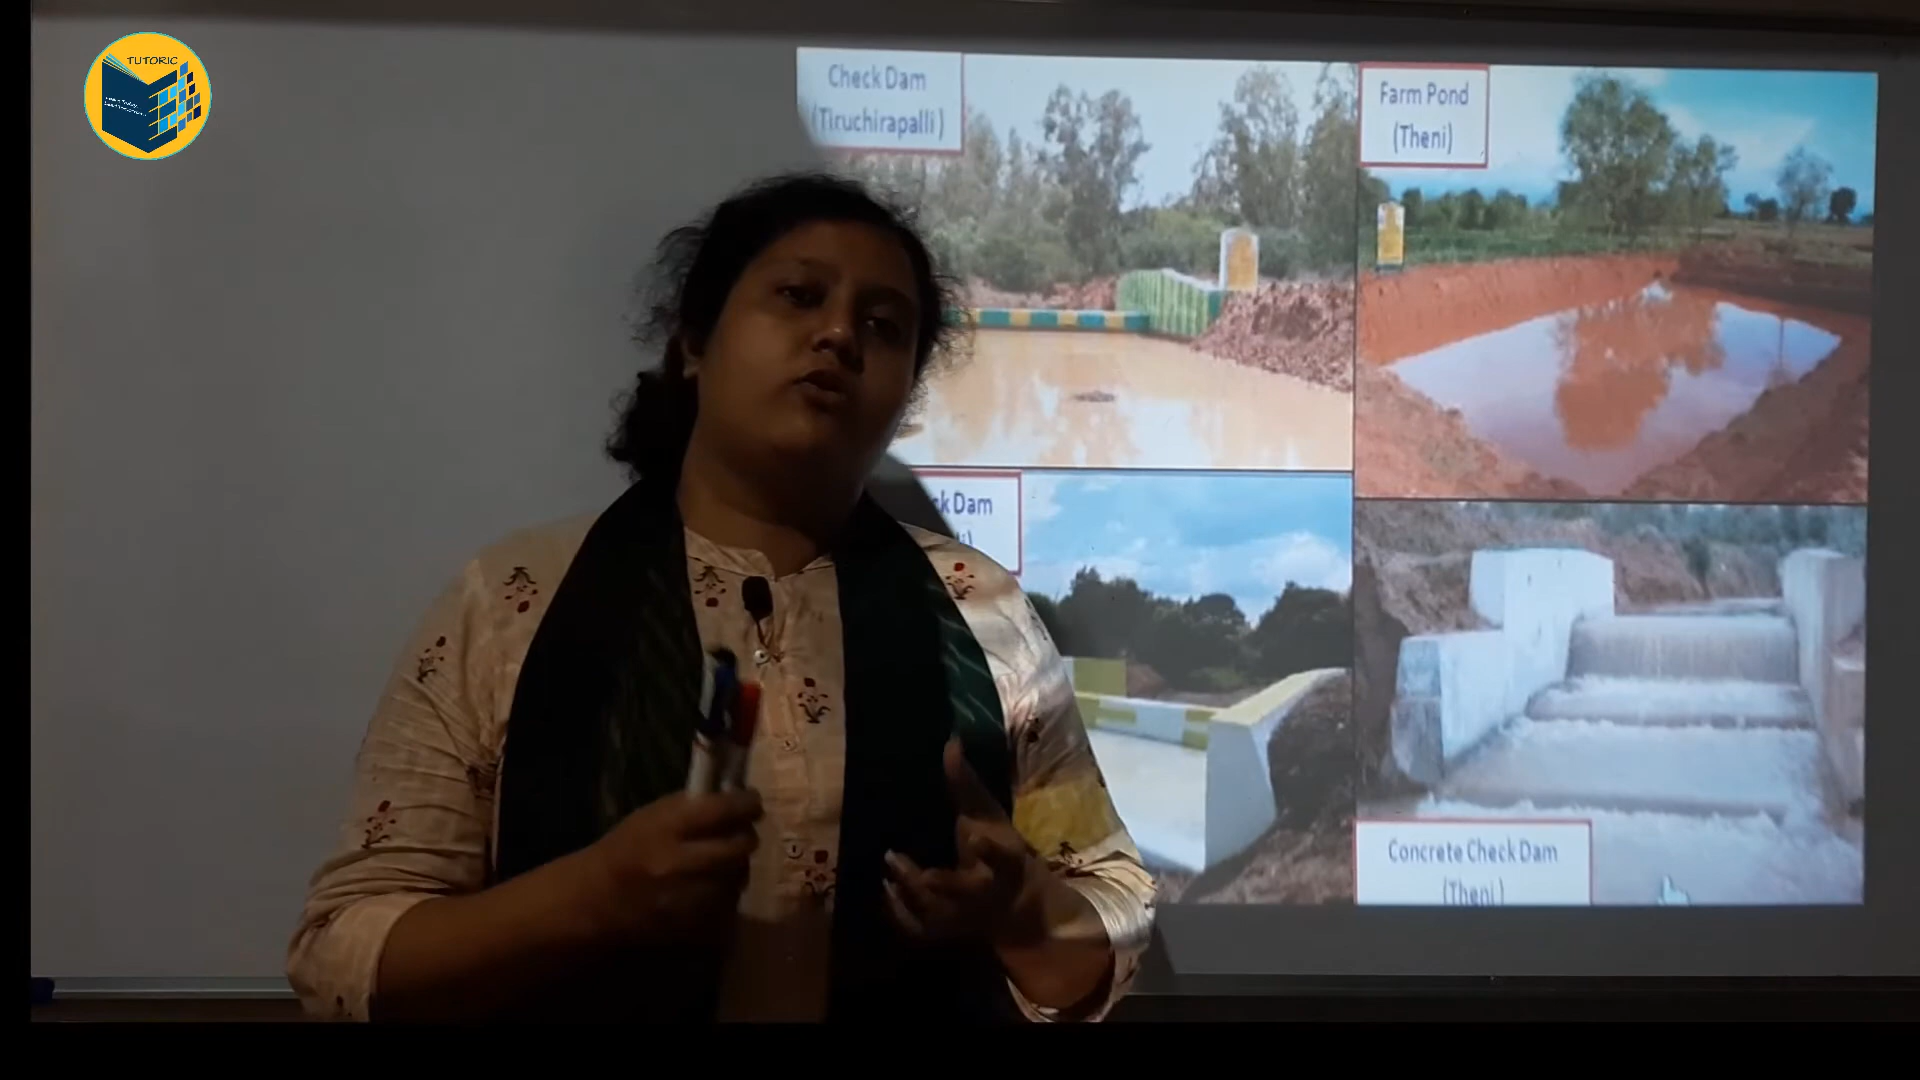 TUTORIC
Check Dam
(Tiruchirapalli)
Farm Pond
(Theni)
Dam
Concrete Check Dam
(Theni)